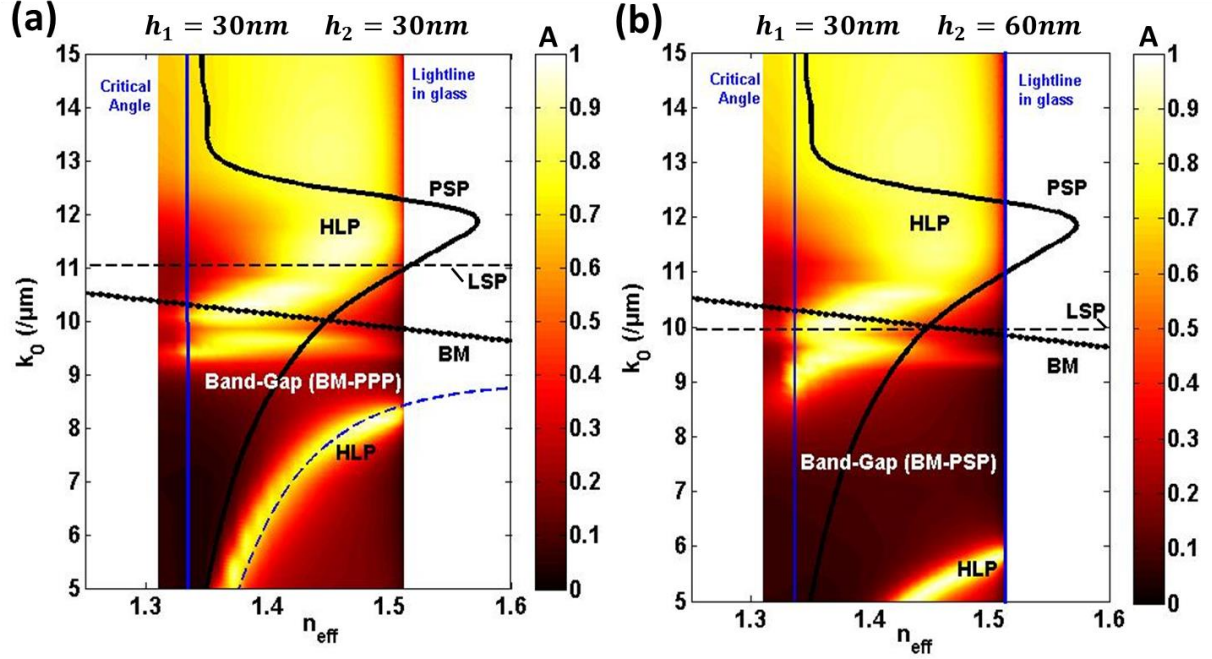 (a)
h₁ = 30nm h₂ = 30nm
A
15
14
13
12
11
10
9
8
7
6
5
k₀ (/µm)
1.3
1.4
1.5
1.6
n_eff
Critical
Angle
Lightline
in glass
PSP
HLP
LSP
BM
Band-Gap (BM-PPP)
HLP
1
0.9
0.8
0.7
0.6
0.5
0.4
0.3
0.2
0.1
0
(b)
h₁ = 30nm h₂ = 60nm
A
15
14
13
12
11
10
9
8
7
6
5
k₀ (/µm)
1.3
1.4
1.5
1.6
n_eff
Critical
Angle
Lightline
in glass
PSP
HLP
LSP
BM
Band-Gap (BM-PSP)
HLP
1
0.9
0.8
0.7
0.6
0.5
0.4
0.3
0.2
0.1
0